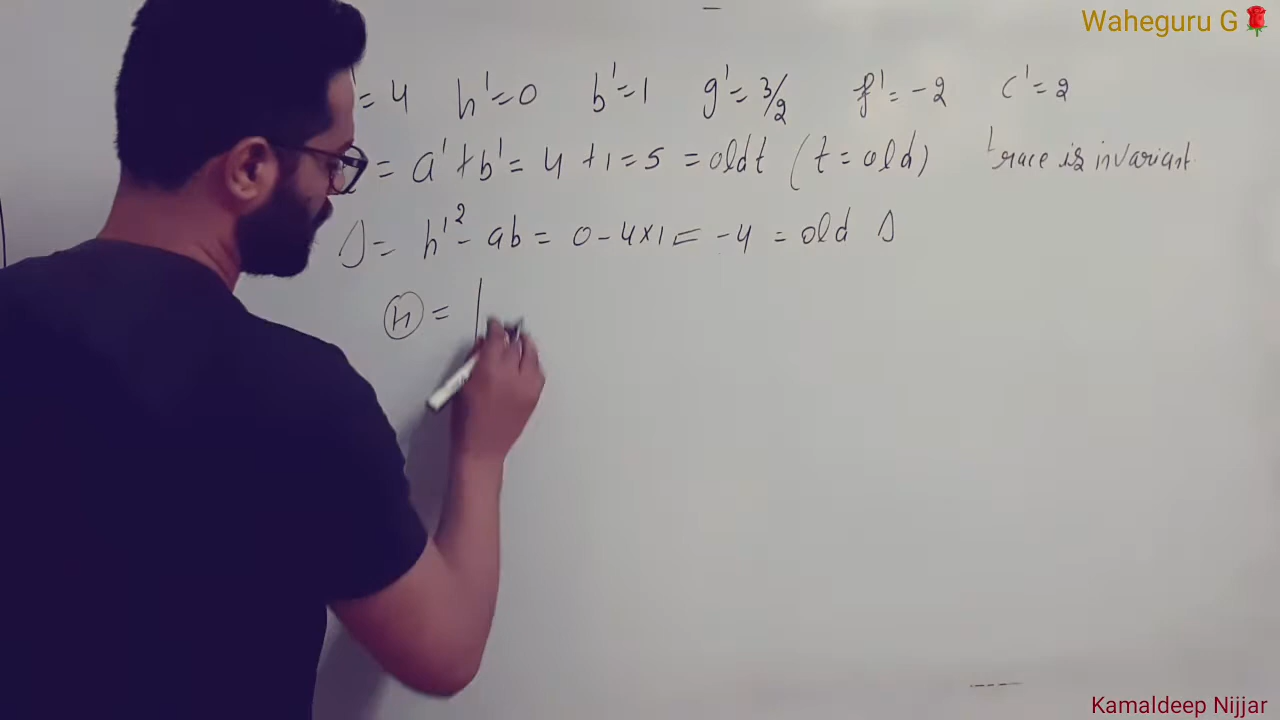 Waheguru G🌹
' = 4 h' = 0 b' = 1 g' = 3/2 f' = -2 c' = 2
= a' + b' = 4 + 1 = 5 = old t (t = old) trace is invariant
D = h'² - ab = 0 - 4×1 = -4 = old D
Ⓗ = |
Kamaldeep Nijjar